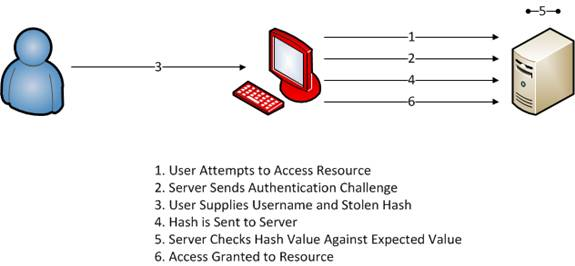 5
1
2
3
4
6
1. User Attempts to Access Resource
2. Server Sends Authentication Challenge
3. User Supplies Username and Stolen Hash
4. Hash is Sent to Server
5. Server Checks Hash Value Against Expected Value
6. Access Granted to Resource